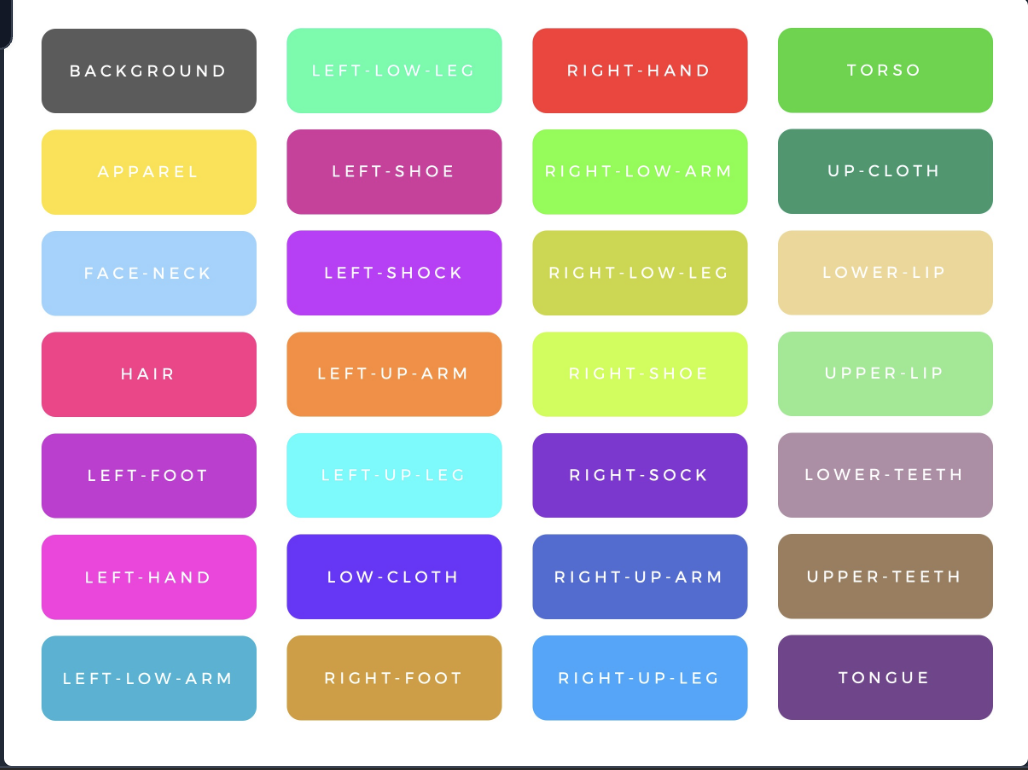 BACKGROUND
LEFT-LOW-LEG
RIGHT-HAND
TORSO
APPAREL
LEFT-SHOE
RIGHT-LOW-ARM
UP-CLOTH
FACE-NECK
LEFT-SHOCK
RIGHT-LOW-LEG
LOWER-LIP
HAIR
LEFT-UP-ARM
RIGHT-SHOE
UPPER-LIP
LEFT-FOOT
LEFT-UP-LEG
RIGHT-SOCK
LOWER-TEETH
LEFT-HAND
LOW-CLOTH
RIGHT-UP-ARM
UPPER-TEETH
LEFT-LOW-ARM
RIGHT-FOOT
RIGHT-UP-LEG
TONGUE